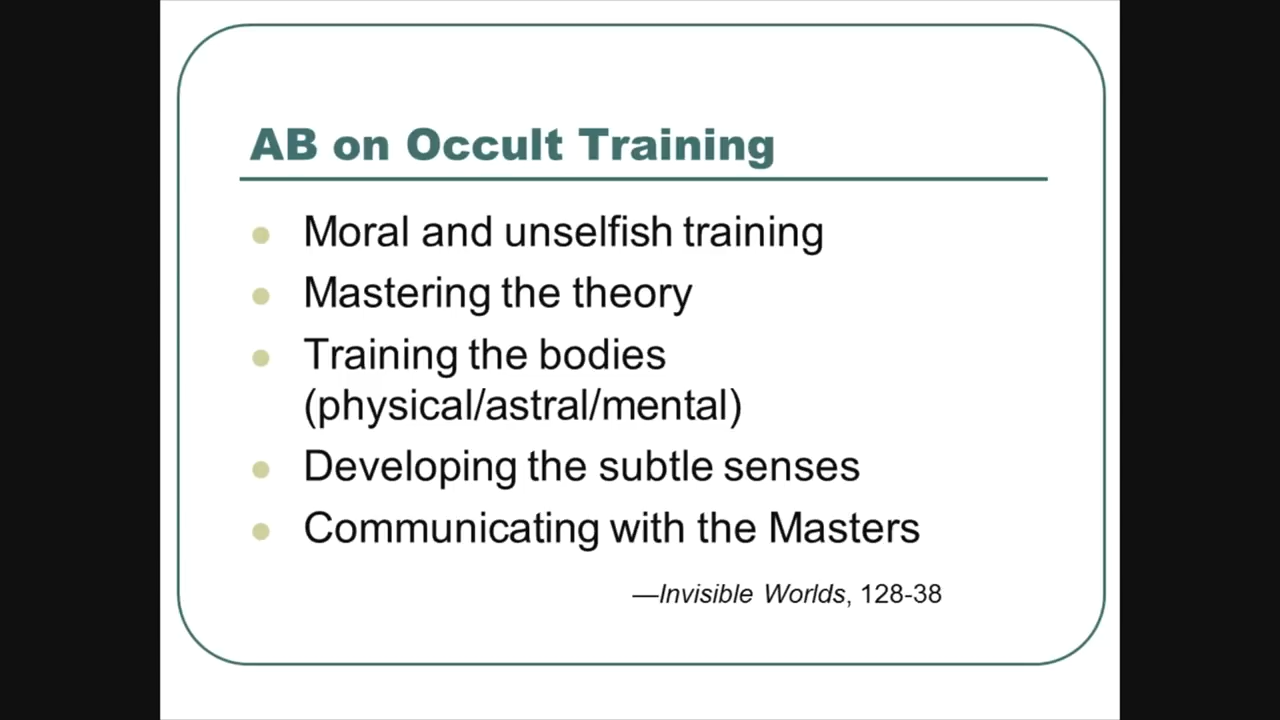 AB on Occult Training
Moral and unselfish training
Mastering the theory
Training the bodies
(physical/astral/mental)
Developing the subtle senses
Communicating with the Masters
—Invisible Worlds, 128-38